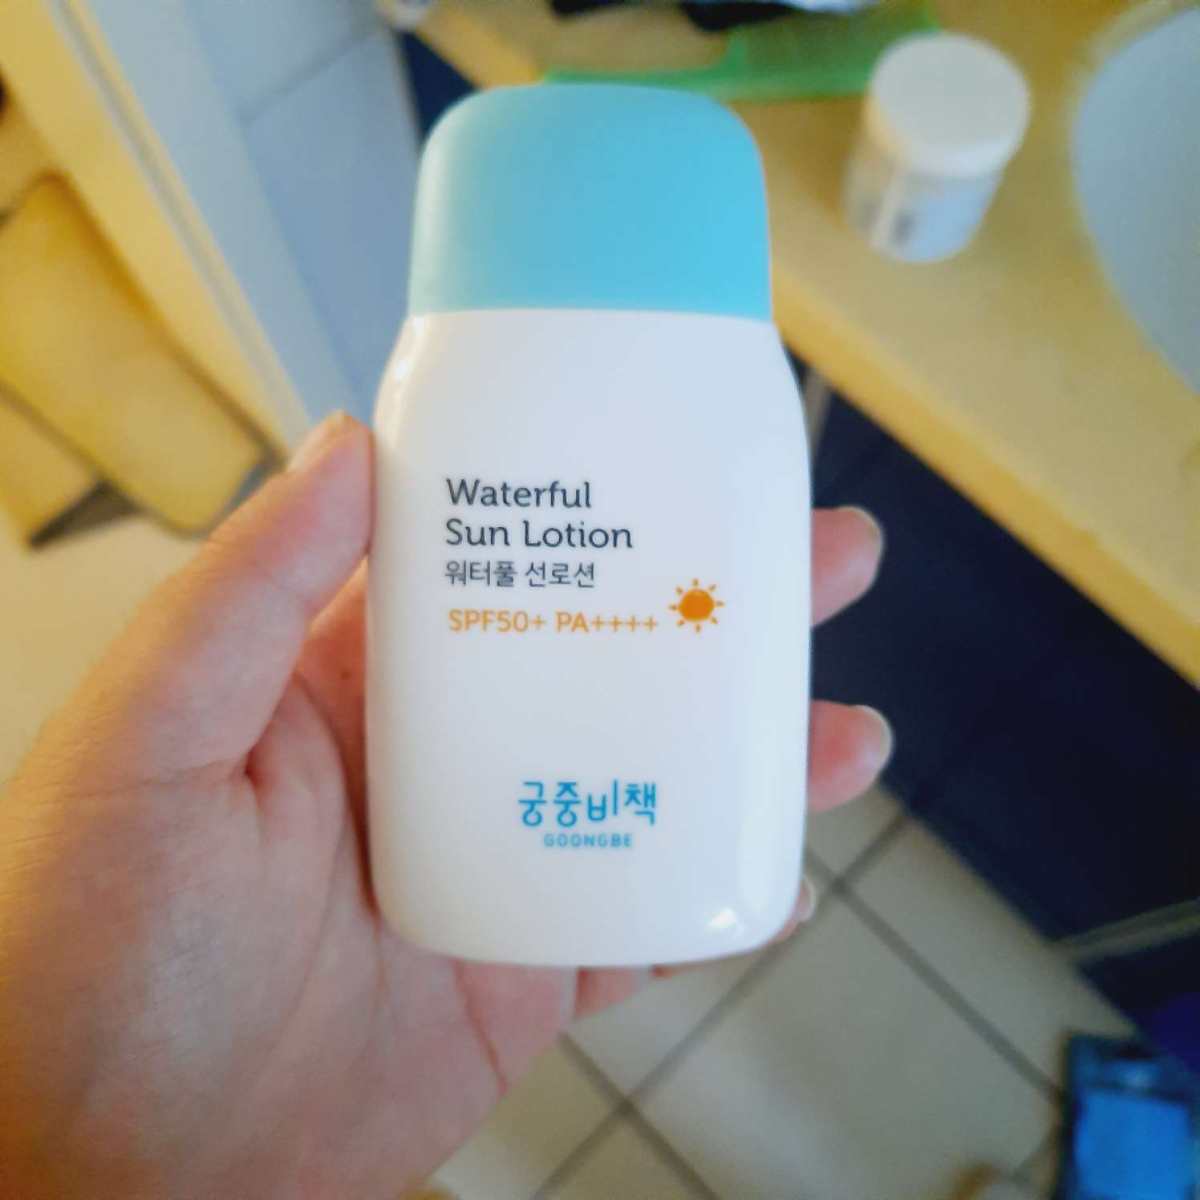 Waterful
Sun Lotion
워터풀 선로션
SPF50+ PA++++
궁중비책
GOONGBE